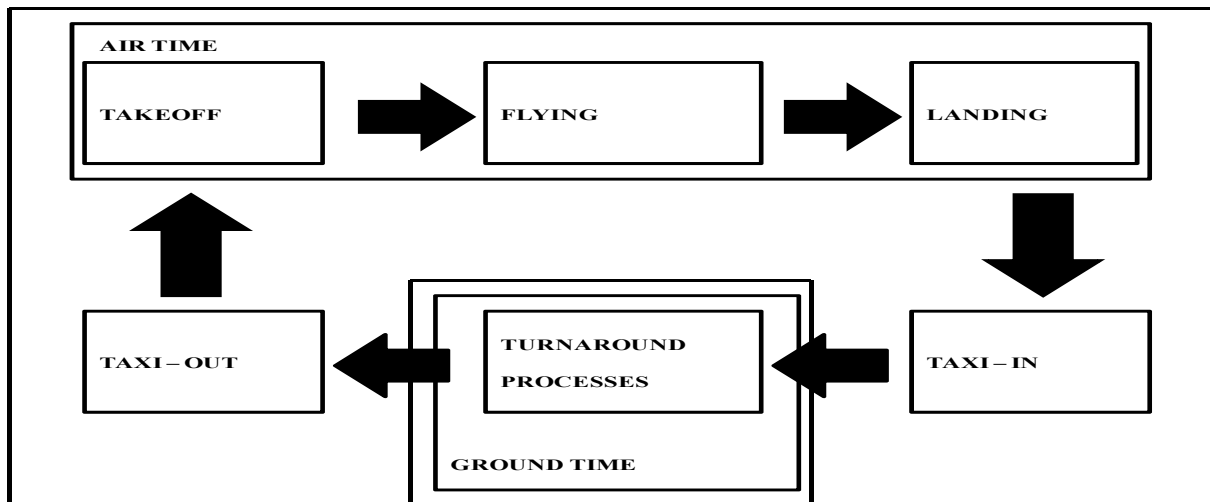 AIR TIME
TAKEOFF
FLYING
LANDING
TAXI – OUT
TURNAROUND
PROCESSES
TAXI – IN
GROUND TIME